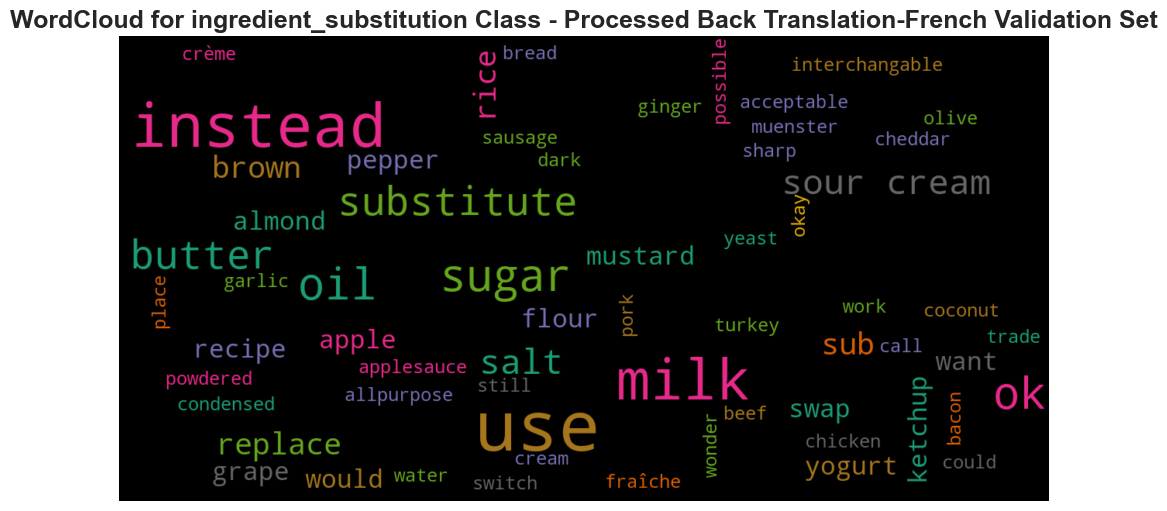 WordCloud for ingredient_substitution Class - Processed Back Translation-French Validation Set
crème
bread
rice
possible
interchangable
instead
ginger
acceptable
muenster
olive
sausage
cheddar
sharp
brown
pepper
dark
substitute
sour cream
okay
almond
butter
mustard
yeast
garlic
oil
sugar
place
flour
pork
turkey
work
coconut
recipe
apple
sub
call
trade
want
applesauce
salt
powdered
allpurpose
still
milk
ok
condensed
use
beef
swap
ketchup
bacon
replace
wonder
chicken
grape
would
water
cream
yogurt
could
switch
fraîche